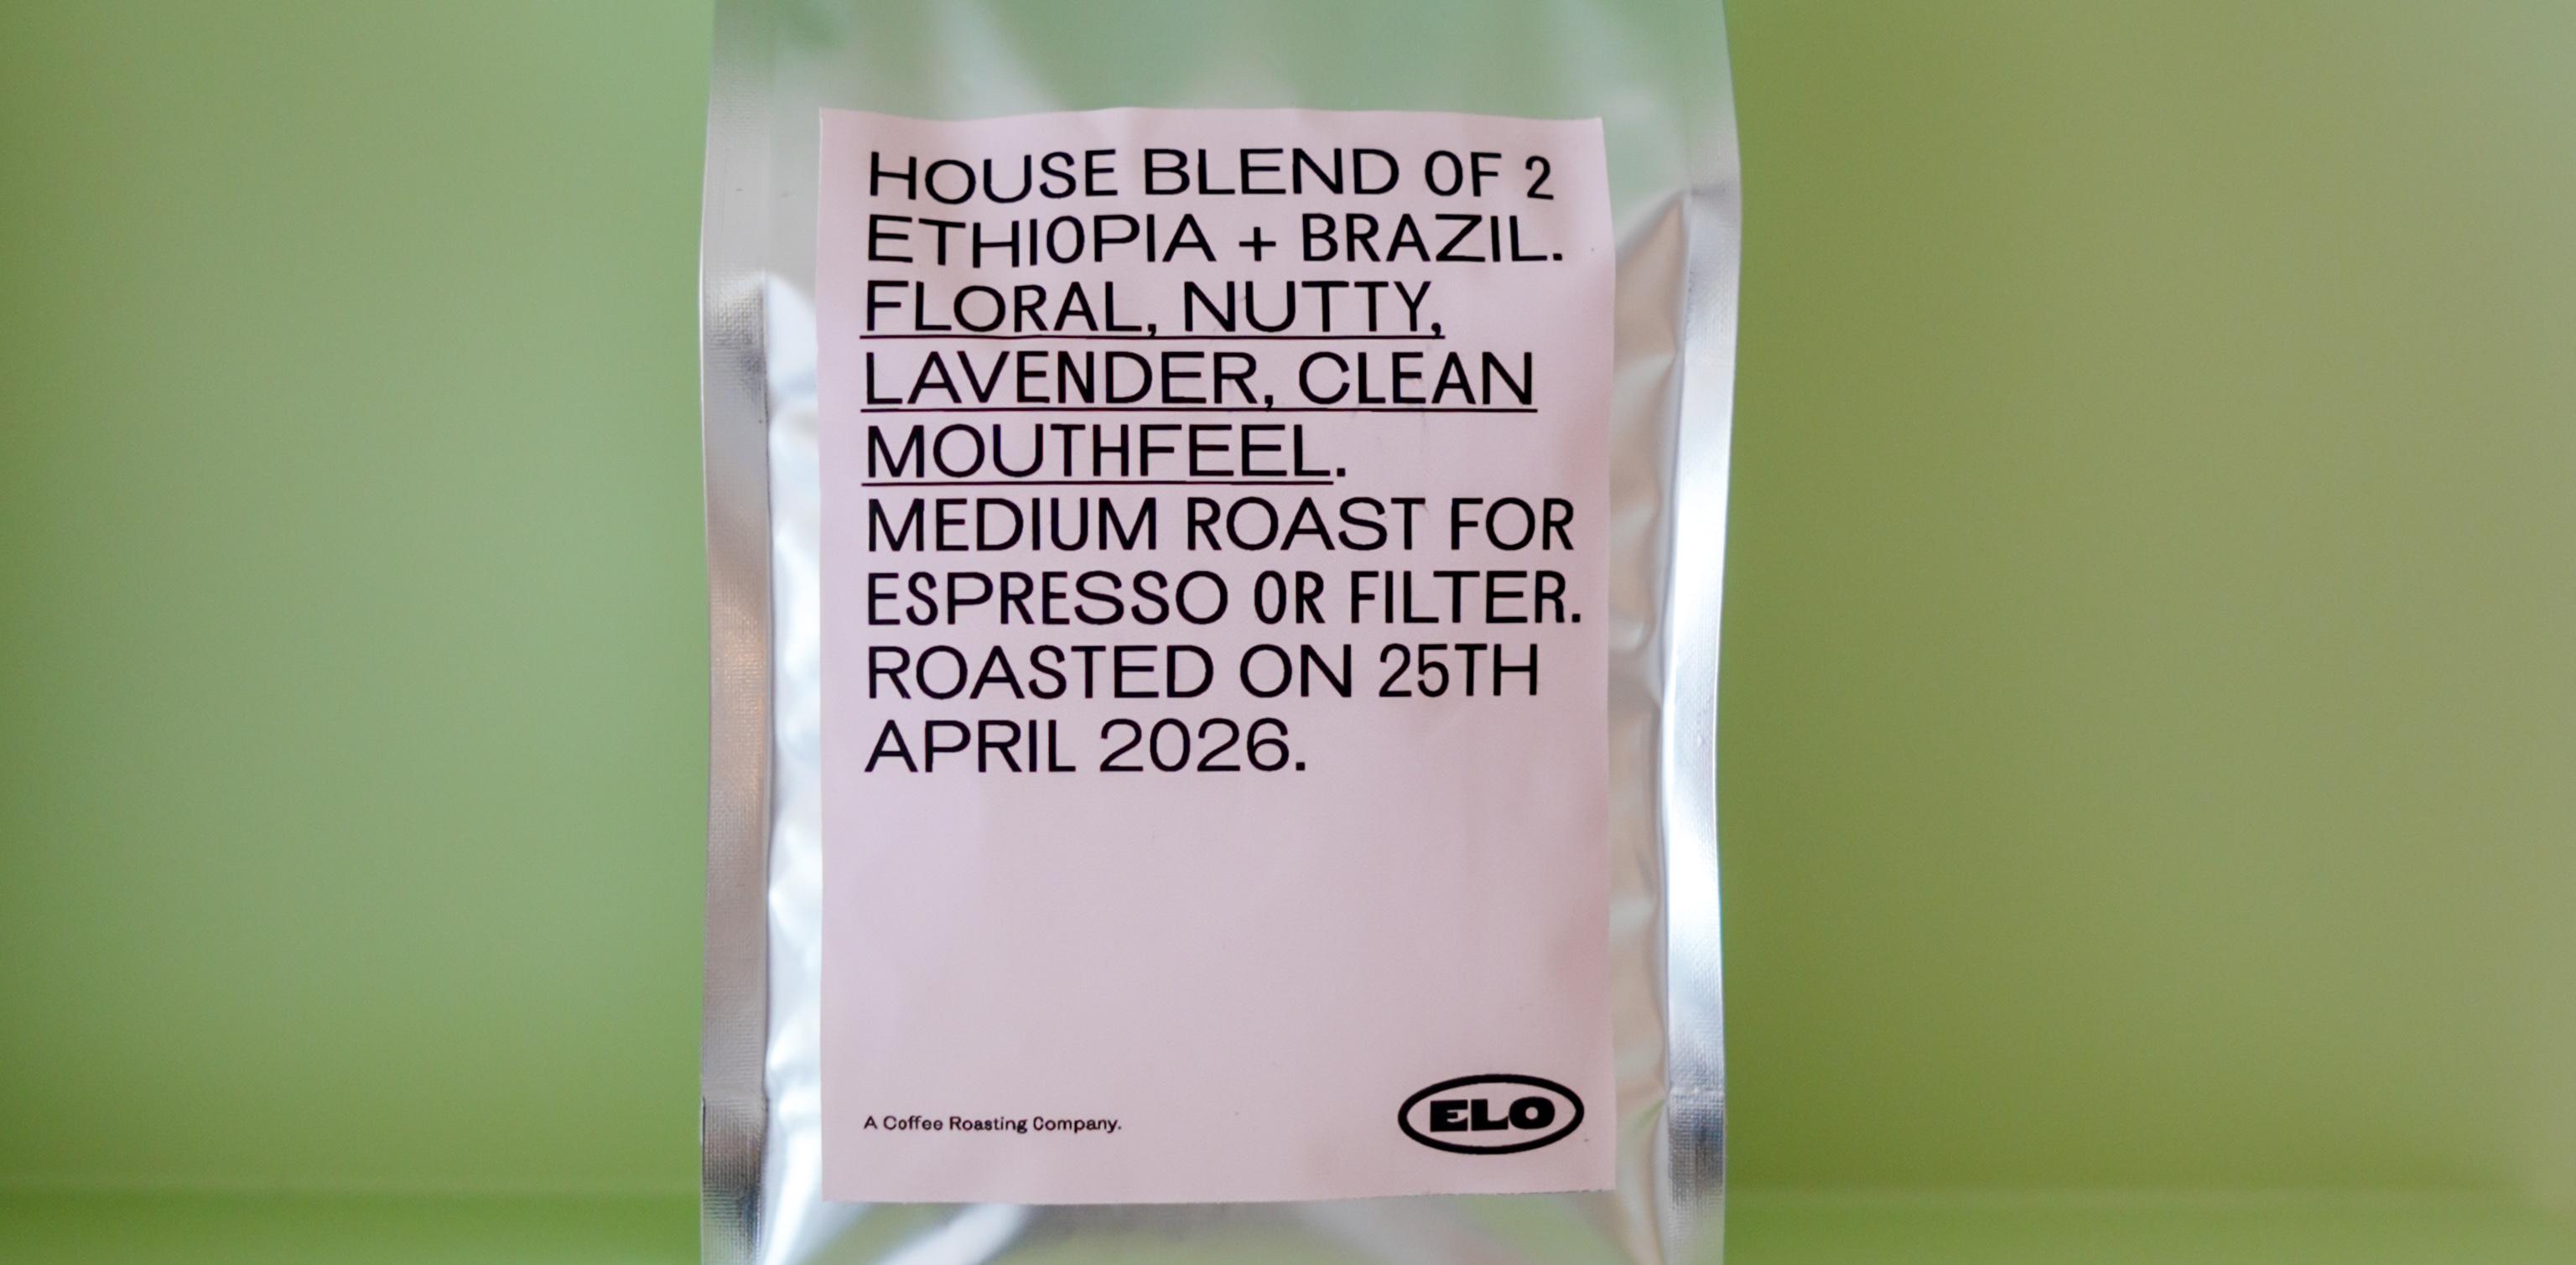 HOUSE BLEND OF 2
ETHIOPIA + BRAZIL.
FLORAL, NUTTY,
LAVENDER, CLEAN
MOUTHFEEL.
MEDIUM ROAST FOR
ESPRESSO OR FILTER.
ROASTED ON 25TH
APRIL 2026.
A Coffee Roasting Company.
ELO